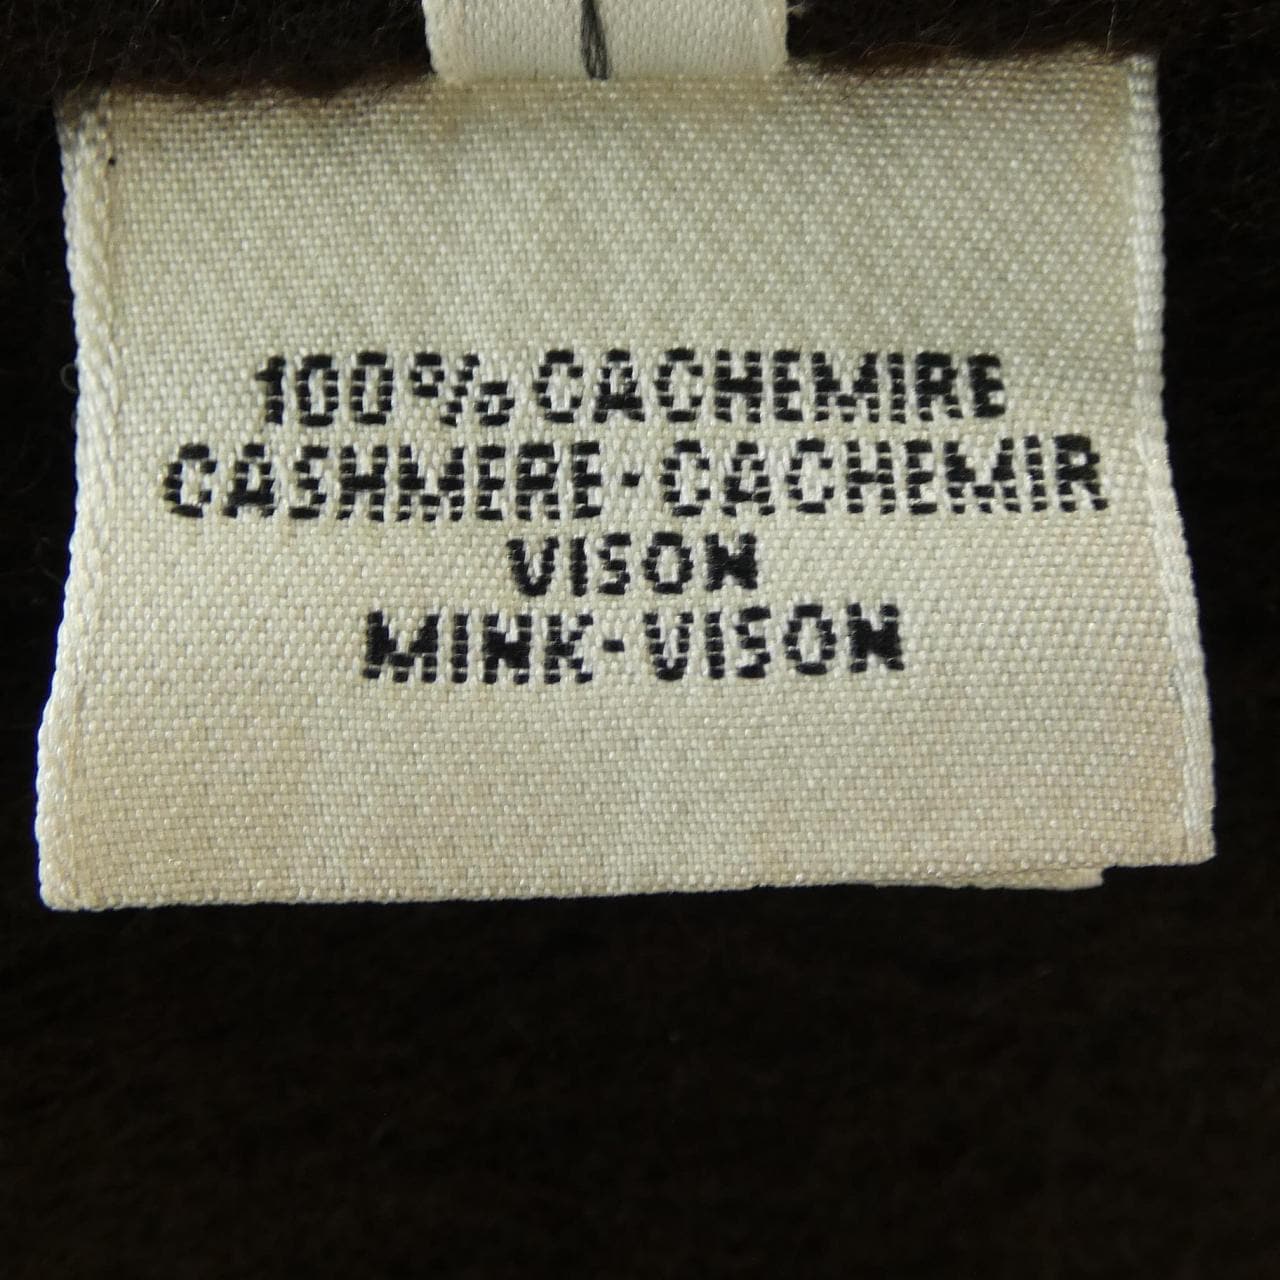 100% CACHEMIRE
CASHMERE-CACHEMIR
VISON
MINK-VISON